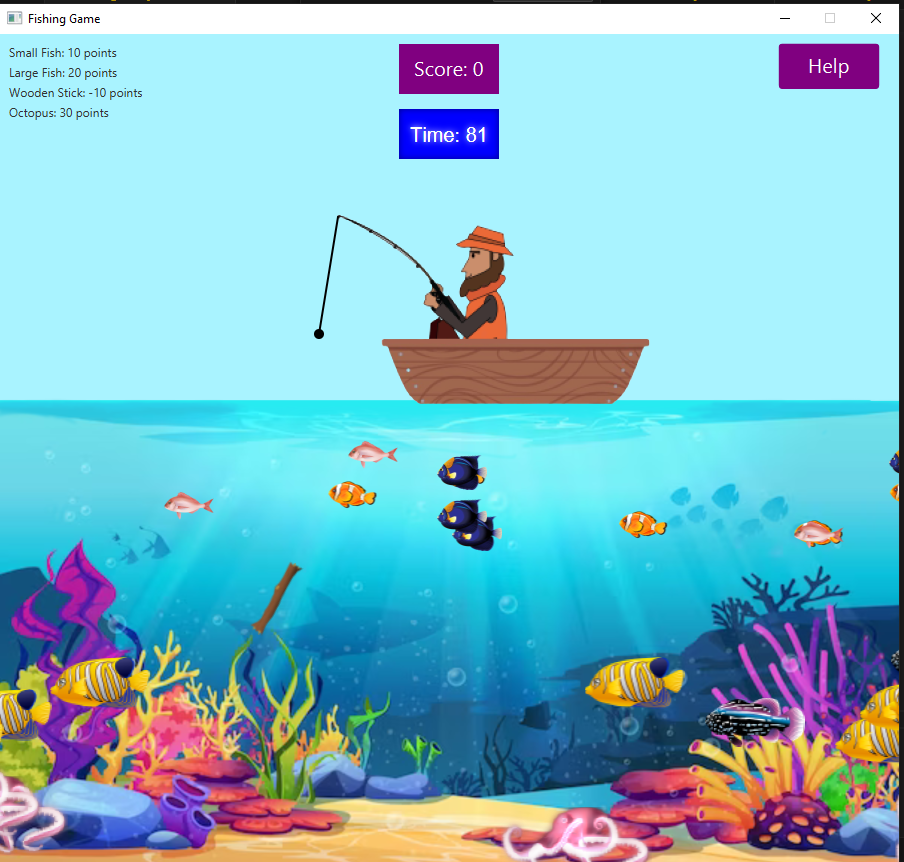 Fishing Game
Small Fish: 10 points
Large Fish: 20 points
Wooden Stick: -10 points
Octopus: 30 points
Score: 0
Time: 81
Help